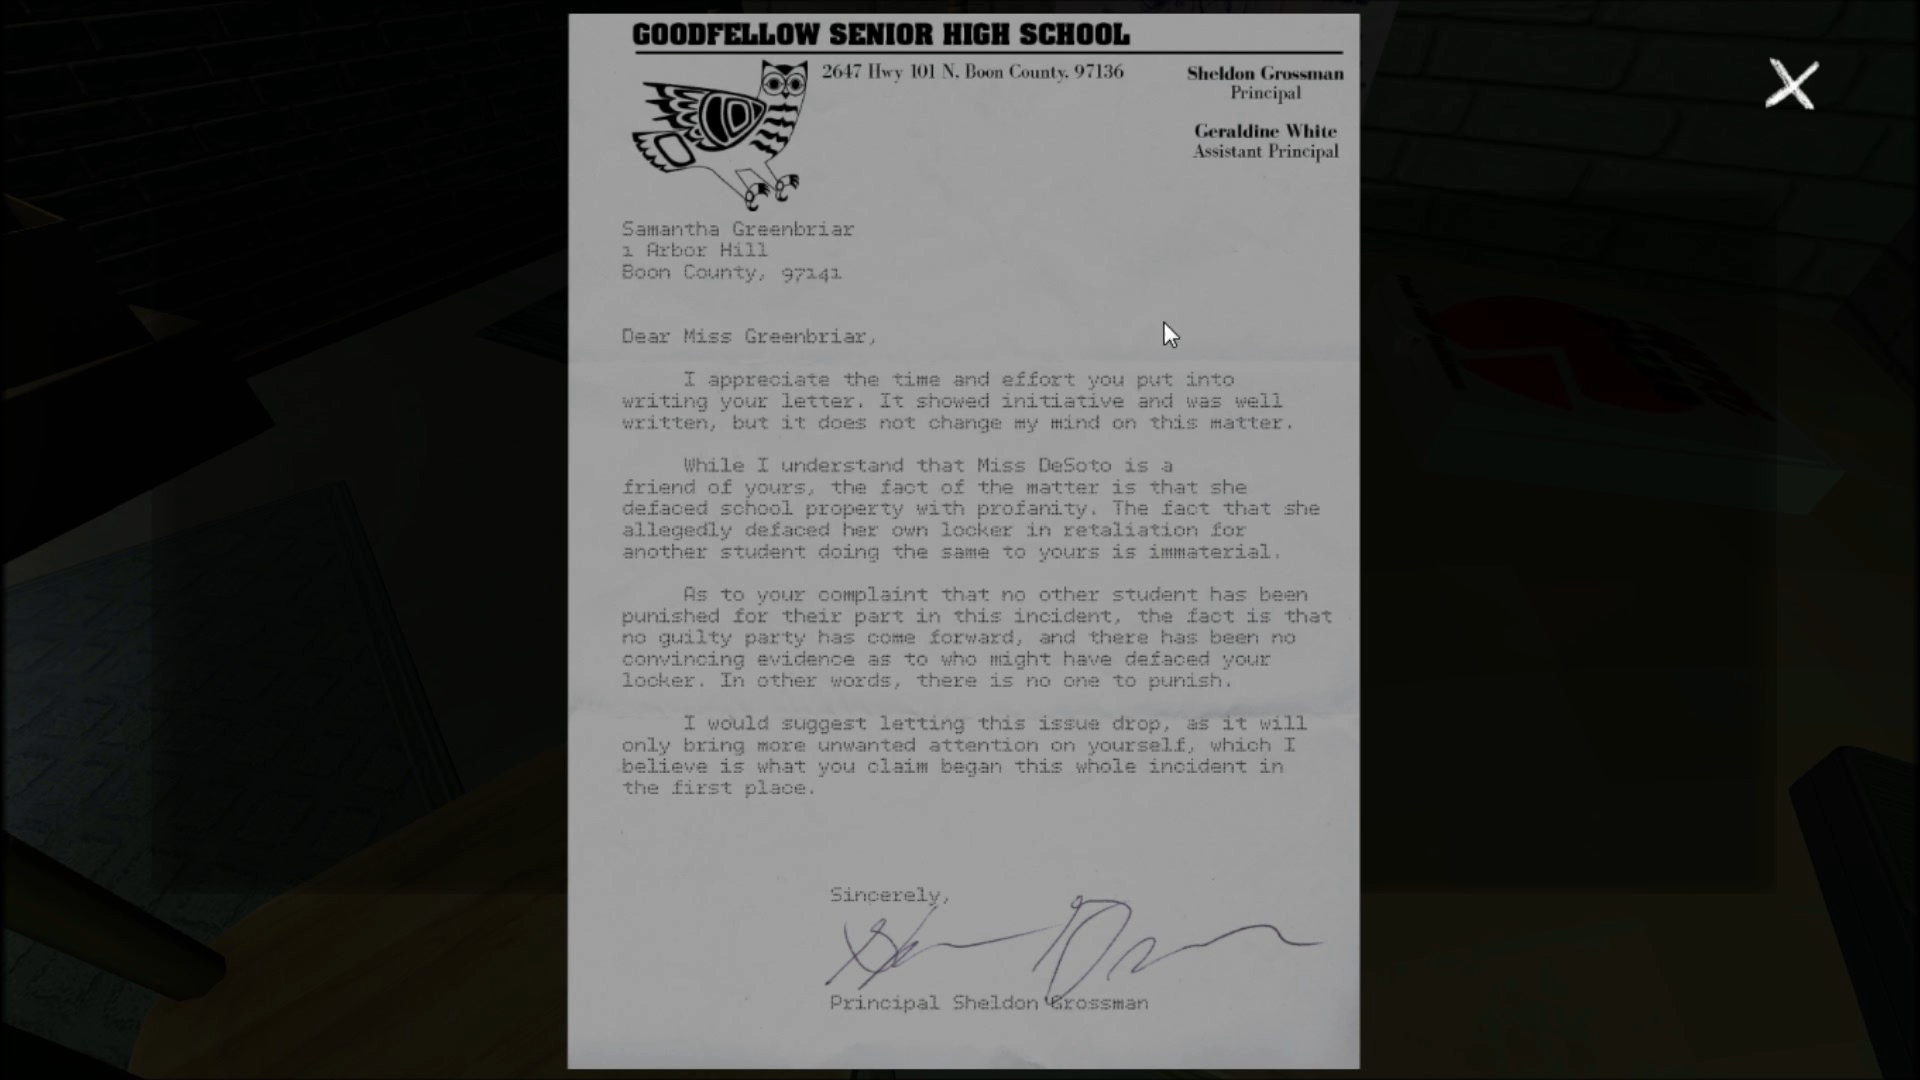 GOODFELLOW SENIOR HIGH SCHOOL
2647 Hwy 101 N. Boon County. 97136
Sheldon Grossman
Principal
Geraldine White
Assistant Principal
Samantha Greenbriar
1 Arbor Hill
Boon County, 97141
Dear Miss Greenbriar,
I appreciate the time and effort you put into
writing your letter. It showed initiative and was well
written, but it does not change my mind on this matter.
While I understand that Miss DeSoto is a
friend of yours, the fact of the matter is that she
defaced school property with profanity. The fact that she
allegedly defaced her own locker in retaliation for
another student doing the same to yours is immaterial.
As to your complaint that no other student has been
punished for their part in this incident, the fact is that
no guilty party has come forward, and there has been no
convincing evidence as to who might have defaced your
locker. In other words, there is no one to punish.
I would suggest letting this issue drop, as it will
only bring more unwanted attention on yourself, which I
believe is what you claim began this whole incident in
the first place.
Sincerely,
Principal Sheldon Grossman